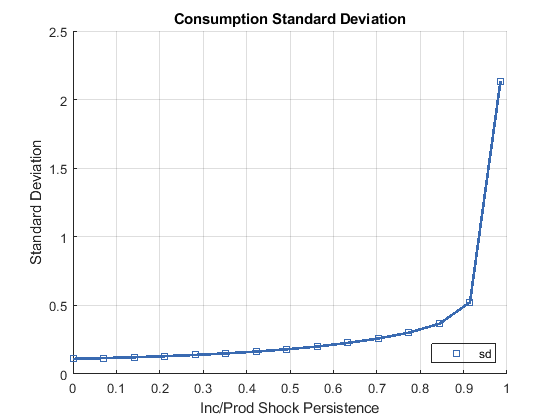 Consumption Standard Deviation
2.5
2
1.5
1
0.5
0
Standard Deviation
sd
0 0.1 0.2 0.3 0.4 0.5 0.6 0.7 0.8 0.9 1
Inc/Prod Shock Persistence